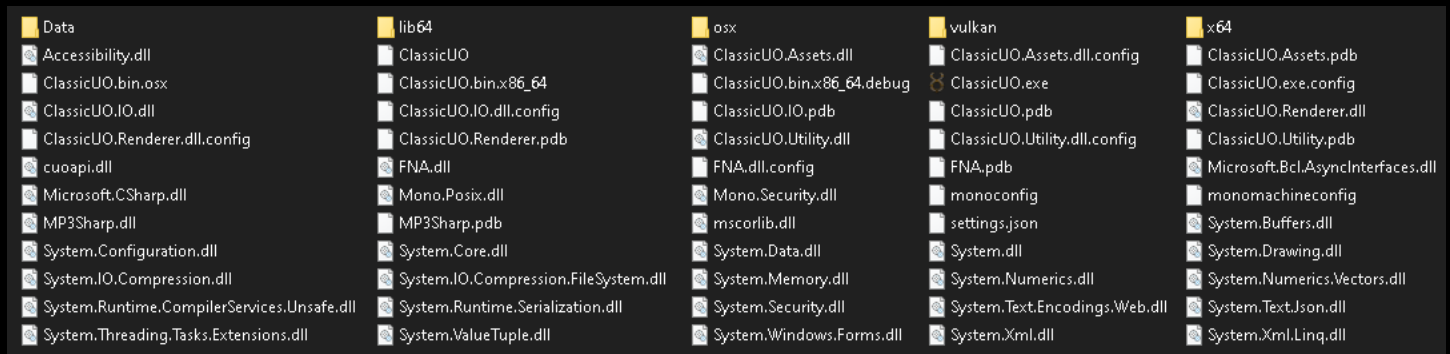 Data lib64 osx vulkan x64
Accessibility.dll ClassicUO ClassicUO.Assets.dll ClassicUO.Assets.dll.config ClassicUO.Assets.pdb
ClassicUO.bin.osx ClassicUO.bin.x86_64 ClassicUO.bin.x86_64.debug ClassicUO.exe ClassicUO.exe.config
ClassicUO.IO.dll ClassicUO.IO.dll.config ClassicUO.IO.pdb ClassicUO.pdb ClassicUO.Renderer.dll
ClassicUO.Renderer.dll.config ClassicUO.Renderer.pdb ClassicUO.Utility.dll ClassicUO.Utility.dll.config ClassicUO.Utility.pdb
cuoapi.dll FNA.dll FNA.dll.config FNA.pdb Microsoft.Bcl.AsyncInterfaces.dll
Microsoft.CSharp.dll Mono.Posix.dll Mono.Security.dll monoconfig monomachineconfig
MP3Sharp.dll MP3Sharp.pdb mscorlib.dll settings.json System.Buffers.dll
System.Configuration.dll System.Core.dll System.Data.dll System.dll System.Drawing.dll
System.IO.Compression.dll System.IO.Compression.FileSystem.dll System.Memory.dll System.Numerics.dll System.Numerics.Vectors.dll
System.Runtime.CompilerServices.Unsafe.dll System.Runtime.Serialization.dll System.Security.dll System.Text.Encodings.Web.dll System.Text.Json.dll
System.Threading.Tasks.Extensions.dll System.ValueTuple.dll System.Windows.Forms.dll System.Xml.dll System.Xml.Linq.dll